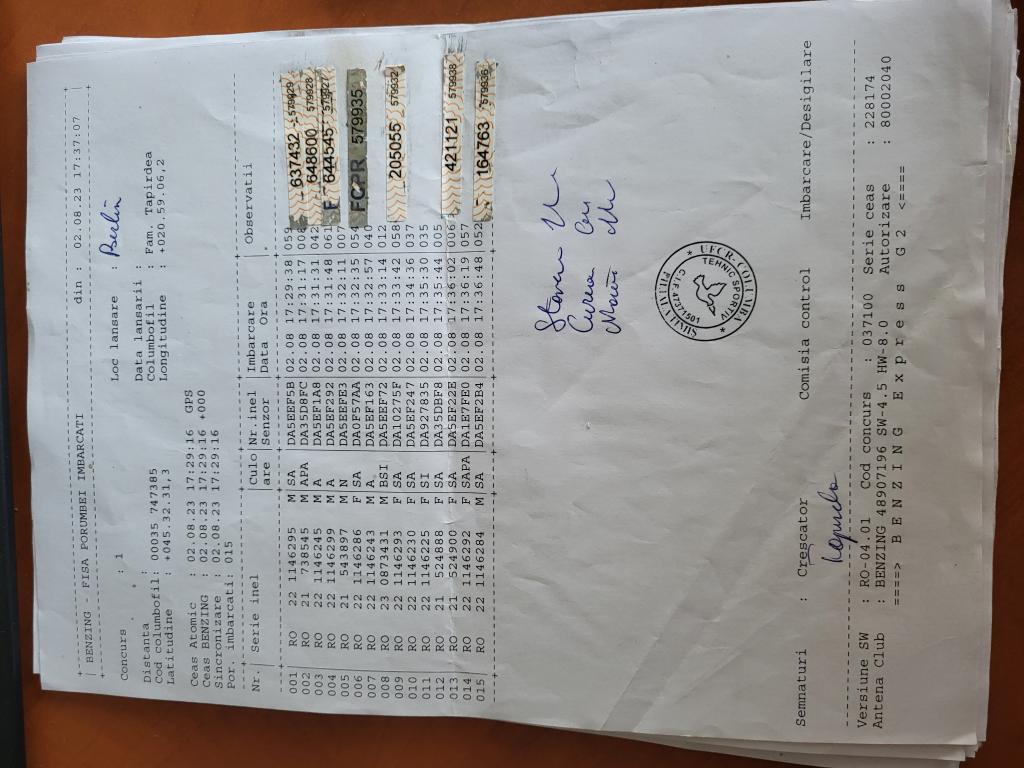 BENZING - FISA PORUMBEI IMBARCATI din : 02.08.23 17:37:07
Concurs : 1 Loc lansare : Berlin
Distanta : Data lansarii :
Cod columbofil: 00035 747385 Columbofil : Fam. Tapirdea
Latitudine : +045.32.31,3 Longitudine : +020.59.06,2
Ceas Atomic : 02.08.23 17:29:16 GPS
Ceas BENZING : 02.08.23 17:29:16 +000
Sincronizare : 02.08.23 17:29:16
Por. imbarcati: 015
Nr. Serie inel Culo Nr.inel Imbarcare Observatii
are Senzor Data Ora
001 RO 22 1146295 M SA DA5EEF5B 02.08 17:29:38 059 637432 579929
002 RO 21 738545 M APA DA35D8FC 02.08 17:31:17 648600 579928
003 RO 22 1146245 M A DA5EF1A8 02.08 17:31:31 042 644545
004 RO 22 1146299 M A DA5EF292 02.08 17:31:48 061 F
005 RO 21 543897 M N DA5EEFE3 02.08 17:32:11 007 FCPR 579935
006 RO 22 1146286 F SA DA0F57AA 02.08 17:32:35 054
007 RO 22 1146243 M A DA5EF163 02.08 17:32:57 040
008 RO 23 0873431 M BSI DA5EEF72 02.08 17:33:14 012 205055 579932
009 RO 22 1146293 F SA DA10275F 02.08 17:33:42 058
010 RO 22 1146230 F SA DA5EF247 02.08 17:34:36 037
011 RO 22 1146225 F SI DA927835 02.08 17:35:30 035
012 RO 21 524888 F SA DA35DBF8 02.08 17:35:44 005 421121 579938
013 RO 21 524900 F SA DA5EF22E 02.08 17:36:02 006
014 RO 22 1146292 F SAPA DA1E7FE0 02.08 17:36:19 057 164763 579936
015 RO 22 1146284 M SA DA5EF2B4 02.08 17:36:48 052
UFCR-COLUMBA
TEHNIC SPORTIV
C.I.F. 4737501
Semnaturi : Crescator Comisia control Imbarcare/Desigilare
Versiune SW : RO-04.01 Cod concurs : 037100 Serie ceas : 228174
Antena Club : BENZING 48907196 SW-4.5 HW-8.0 Autorizare : 80002040
====> B E N Z I N G E x p r e s s G 2 <====